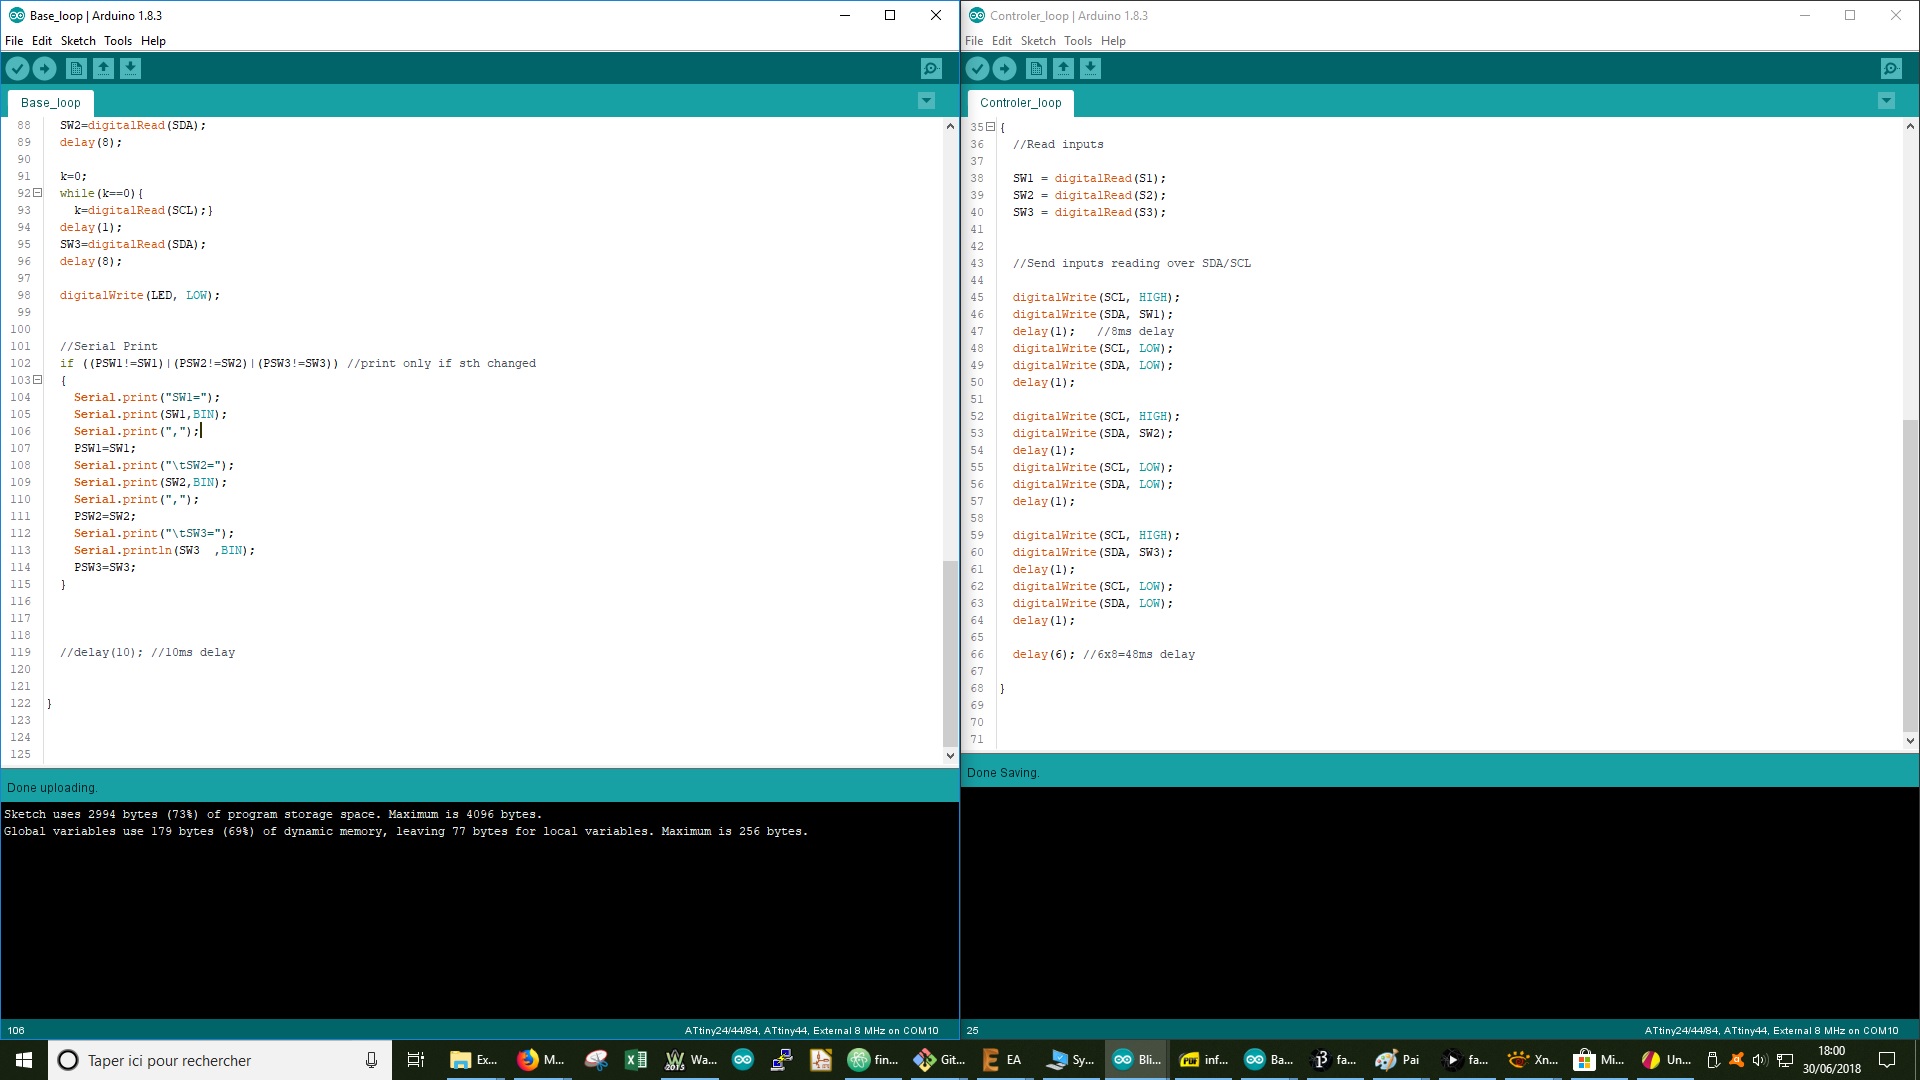 Base_loop | Arduino 1.8.3
File Edit Sketch Tools Help
Base_loop
88 SW2=digitalRead(SDA);
89 delay(8);
90
91 k=0;
92 while(k==0){
93 k=digitalRead(SCL);}
94 delay(1);
95 SW3=digitalRead(SDA);
96 delay(8);
97
98 digitalWrite(LED, LOW);
99
100
101 //Serial Print
102 if ((PSW1!=SW1)|(PSW2!=SW2)|(PSW3!=SW3)) //print only if sth changed
103 {
104 Serial.print("SW1=");
105 Serial.print(SW1,BIN);
106 Serial.print(",");
107 PSW1=SW1;
108 Serial.print("\tSW2=");
109 Serial.print(SW2,BIN);
110 Serial.print(",");
111 PSW2=SW2;
112 Serial.print("\tSW3=");
113 Serial.println(SW3  ,BIN);
114 PSW3=SW3;
115 }
116
117
118
119 //delay(10); //10ms delay
120
121
122 }
123
124
125
Done uploading.
Sketch uses 2994 bytes (73%) of program storage space. Maximum is 4096 bytes.
Global variables use 179 bytes (69%) of dynamic memory, leaving 77 bytes for local variables. Maximum is 256 bytes.
106 ATtiny24/44/84, ATtiny44, External 8 MHz on COM10
Controler_loop | Arduino 1.8.3
File Edit Sketch Tools Help
Controler_loop
35 {
36 //Read inputs
37
38 SW1 = digitalRead(S1);
39 SW2 = digitalRead(S2);
40 SW3 = digitalRead(S3);
41
42
43 //Send inputs reading over SDA/SCL
44
45 digitalWrite(SCL, HIGH);
46 digitalWrite(SDA, SW1);
47 delay(1);   //8ms delay
48 digitalWrite(SCL, LOW);
49 digitalWrite(SDA, LOW);
50 delay(1);
51
52 digitalWrite(SCL, HIGH);
53 digitalWrite(SDA, SW2);
54 delay(1);
55 digitalWrite(SCL, LOW);
56 digitalWrite(SDA, LOW);
57 delay(1);
58
59 digitalWrite(SCL, HIGH);
60 digitalWrite(SDA, SW3);
61 delay(1);
62 digitalWrite(SCL, LOW);
63 digitalWrite(SDA, LOW);
64 delay(1);
65
66 delay(6); //6x8=48ms delay
67
68 }
69
70
71
Done Saving.
25 ATtiny24/44/84, ATtiny44, External 8 MHz on COM10
Taper ici pour rechercher Ex... M... Wa... fin... Git... EA Sy... Bli... inf... Ba... fa... Pai fa... Xn... Mi... Un... 18:00
30/06/2018